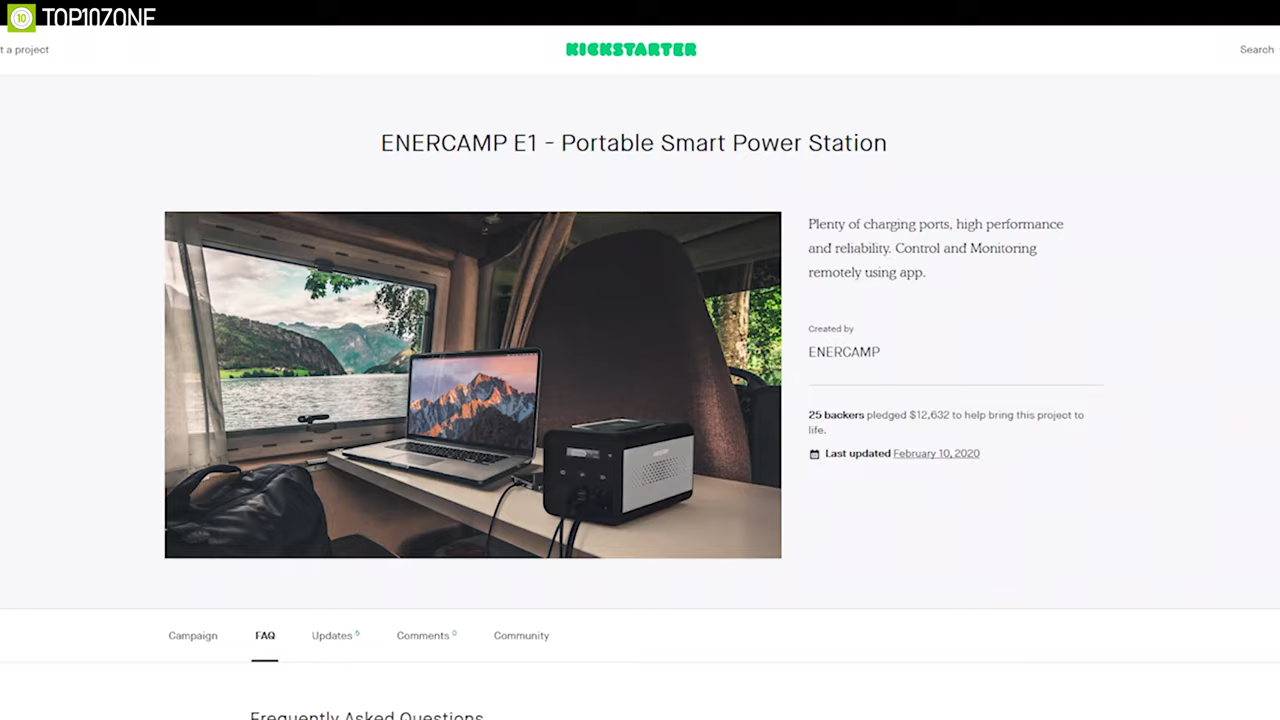 TOP10ZONE
t a project
KICKSTARTER
Search
ENERCAMP E1 - Portable Smart Power Station
Plenty of charging ports, high performance
and reliability. Control and Monitoring
remotely using app.
Created by
ENERCAMP
25 backers pledged $12,632 to help bring this project to
life.
Last updated February 10, 2020
Campaign
FAQ
Updates 5
Comments 0
Community
Frequently Asked Questions